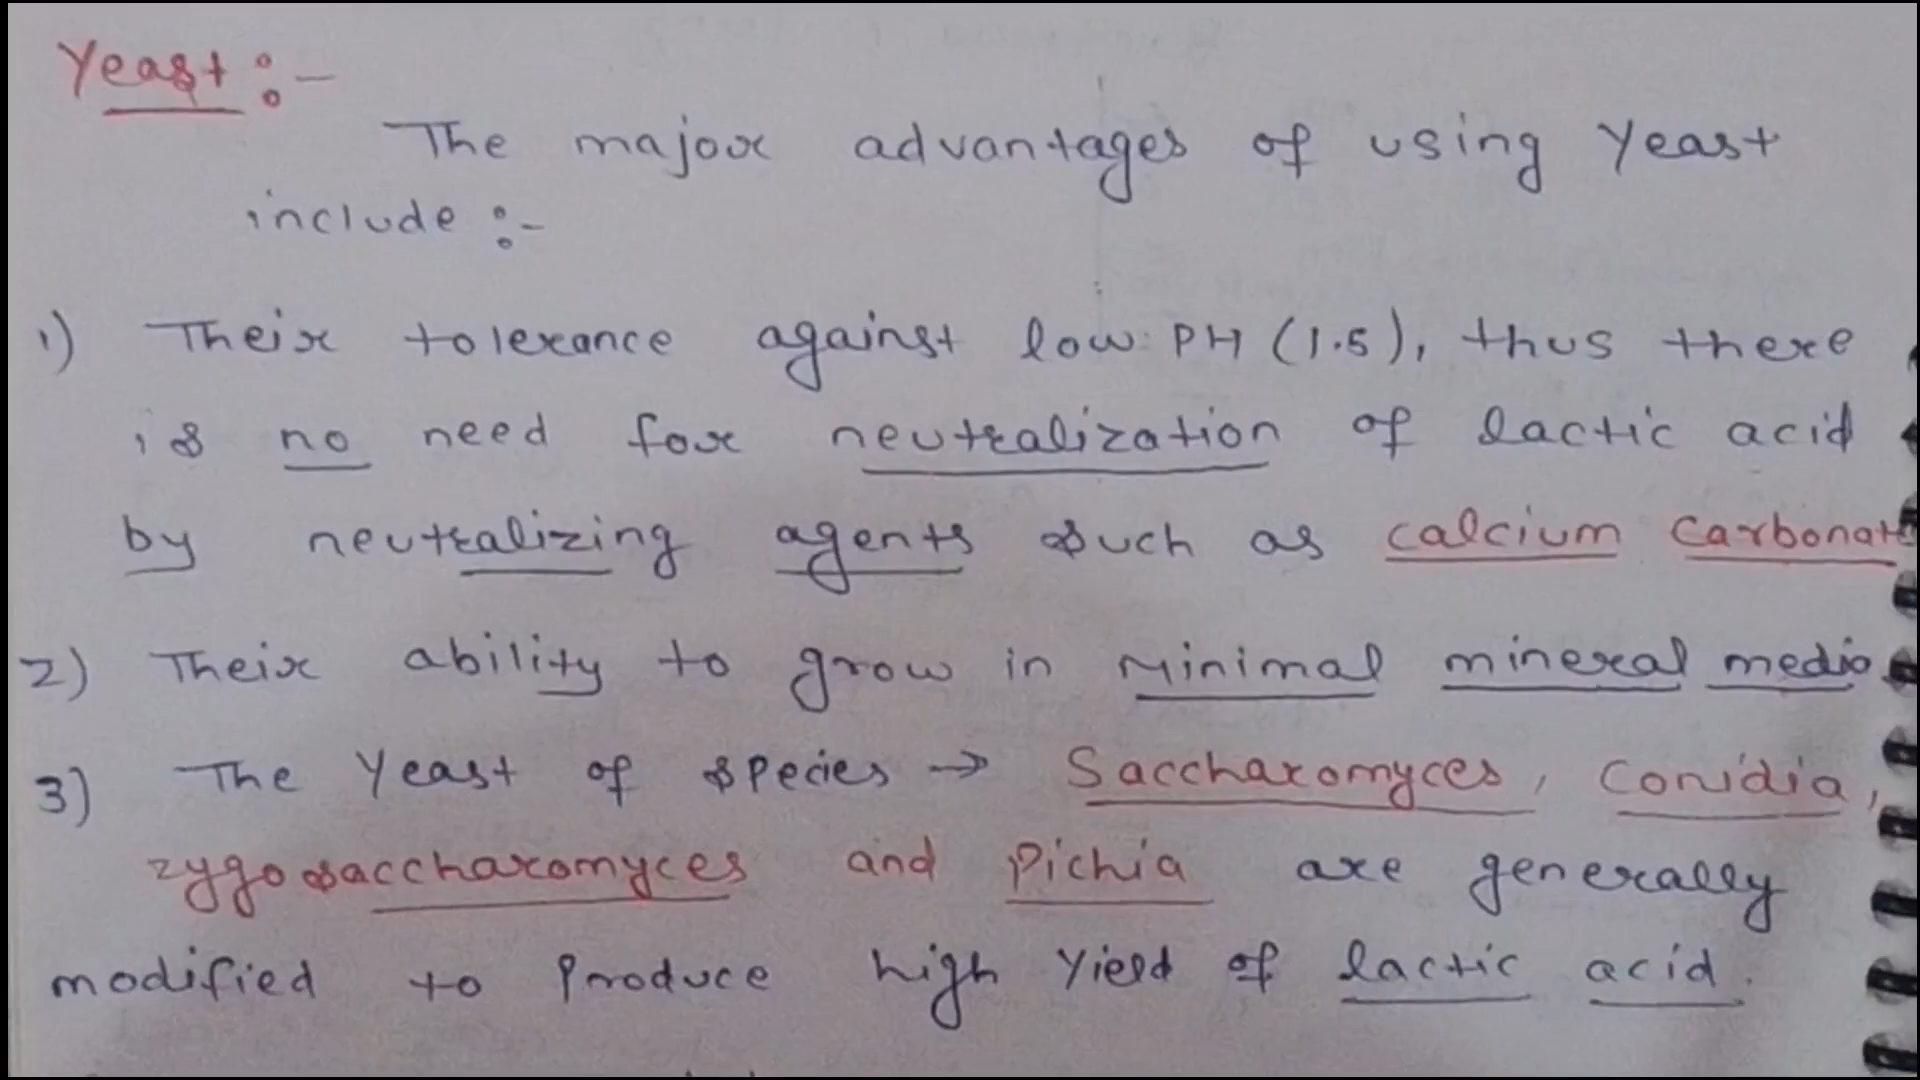 Yeast :-
The major advantages of using Yeast
include :-
1) Their tolerance against low PH (1.5), thus there
is no need for neutralization of lactic acid
by neutralizing agents such as calcium Carbonate
2) Their ability to grow in Minimal mineral media
3) The Yeast of species → Saccharomyces, Conidia,
zygosaccharomyces and Pichia are generally
modified to Produce high Yield of lactic acid.